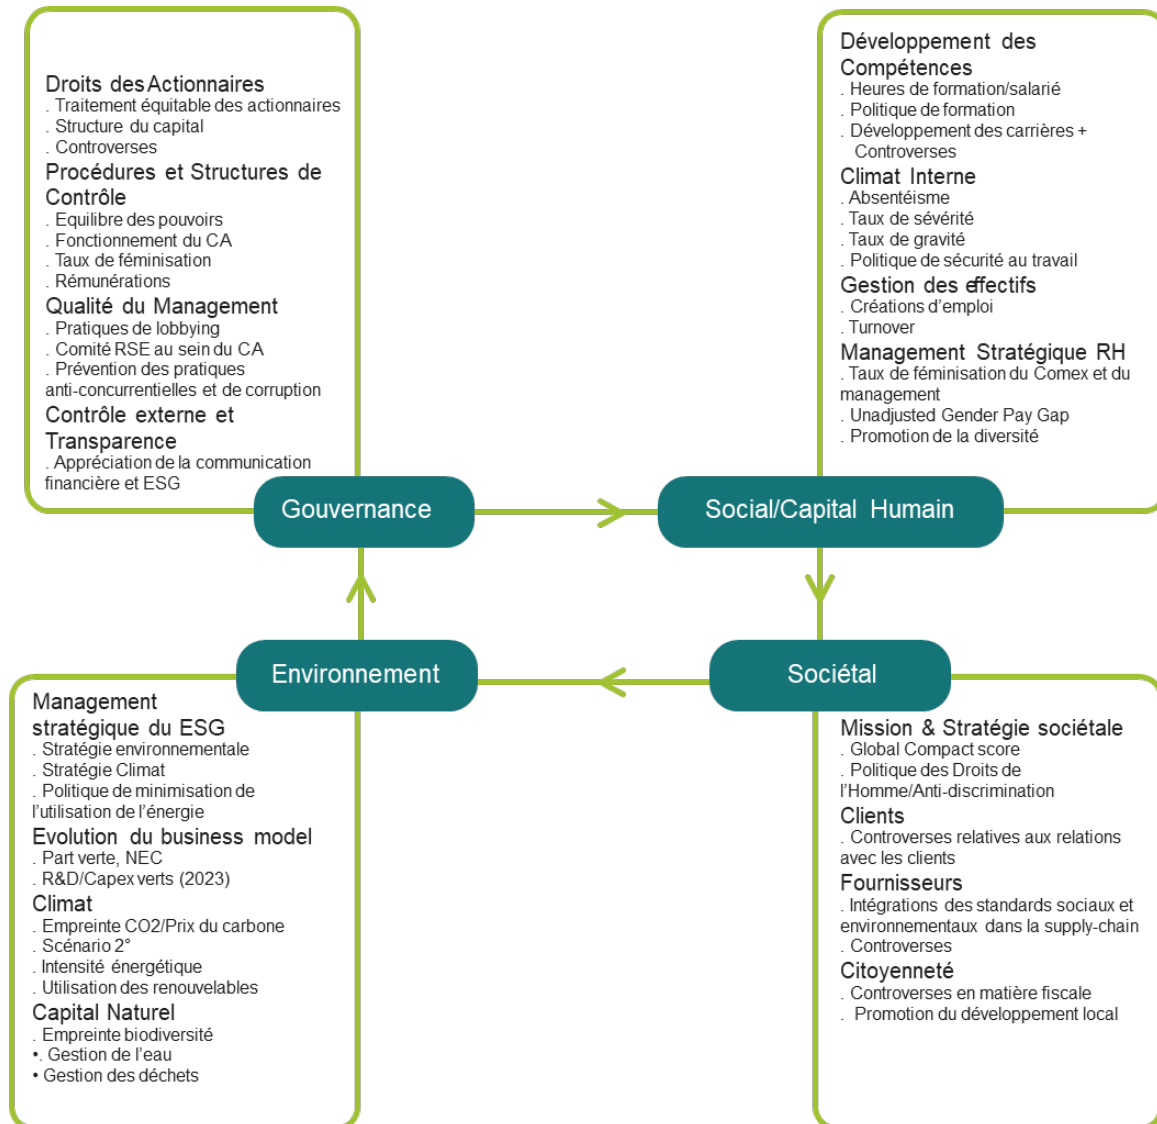 Droits des Actionnaires
. Traitement équitable des actionnaires
. Structure du capital
. Controverses
Procédures et Structures de
Contrôle
. Equilibre des pouvoirs
. Fonctionnement du CA
. Taux de féminisation
. Rémunérations
Qualité du Management
. Pratiques de lobbying
. Comité RSE au sein du CA
. Prévention des pratiques
anti-concurrentielles et de corruption
Contrôle externe et
Transparence
. Appréciation de la communication
financière et ESG
Gouvernance
Développement des
Compétences
. Heures de formation/salarié
. Politique de formation
. Développement des carrières +
Controverses
Climat Interne
. Absentéisme
. Taux de sévérité
. Taux de gravité
. Politique de sécurité au travail
Gestion des effectifs
. Créations d'emploi
. Turnover
Management Stratégique RH
. Taux de féminisation du Comex et du
management
. Unadjusted Gender Pay Gap
. Promotion de la diversité
Social/Capital Humain
Environnement
Management
stratégique du ESG
. Stratégie environnementale
. Stratégie Climat
. Politique de minimisation de
l'utilisation de l'énergie
Evolution du business model
. Part verte, NEC
. R&D/Capex verts (2023)
Climat
. Empreinte CO2/Prix du carbone
. Scénario 2°
. Intensité énergétique
. Utilisation des renouvelables
Capital Naturel
. Empreinte biodiversité
•. Gestion de l'eau
• Gestion des déchets
Sociétal
Mission & Stratégie sociétale
. Global Compact score
. Politique des Droits de
l'Homme/Anti-discrimination
Clients
. Controverses relatives aux relations
avec les clients
Fournisseurs
. Intégrations des standards sociaux et
environnementaux dans la supply-chain
. Controverses
Citoyenneté
. Controverses en matière fiscale
. Promotion du développement local